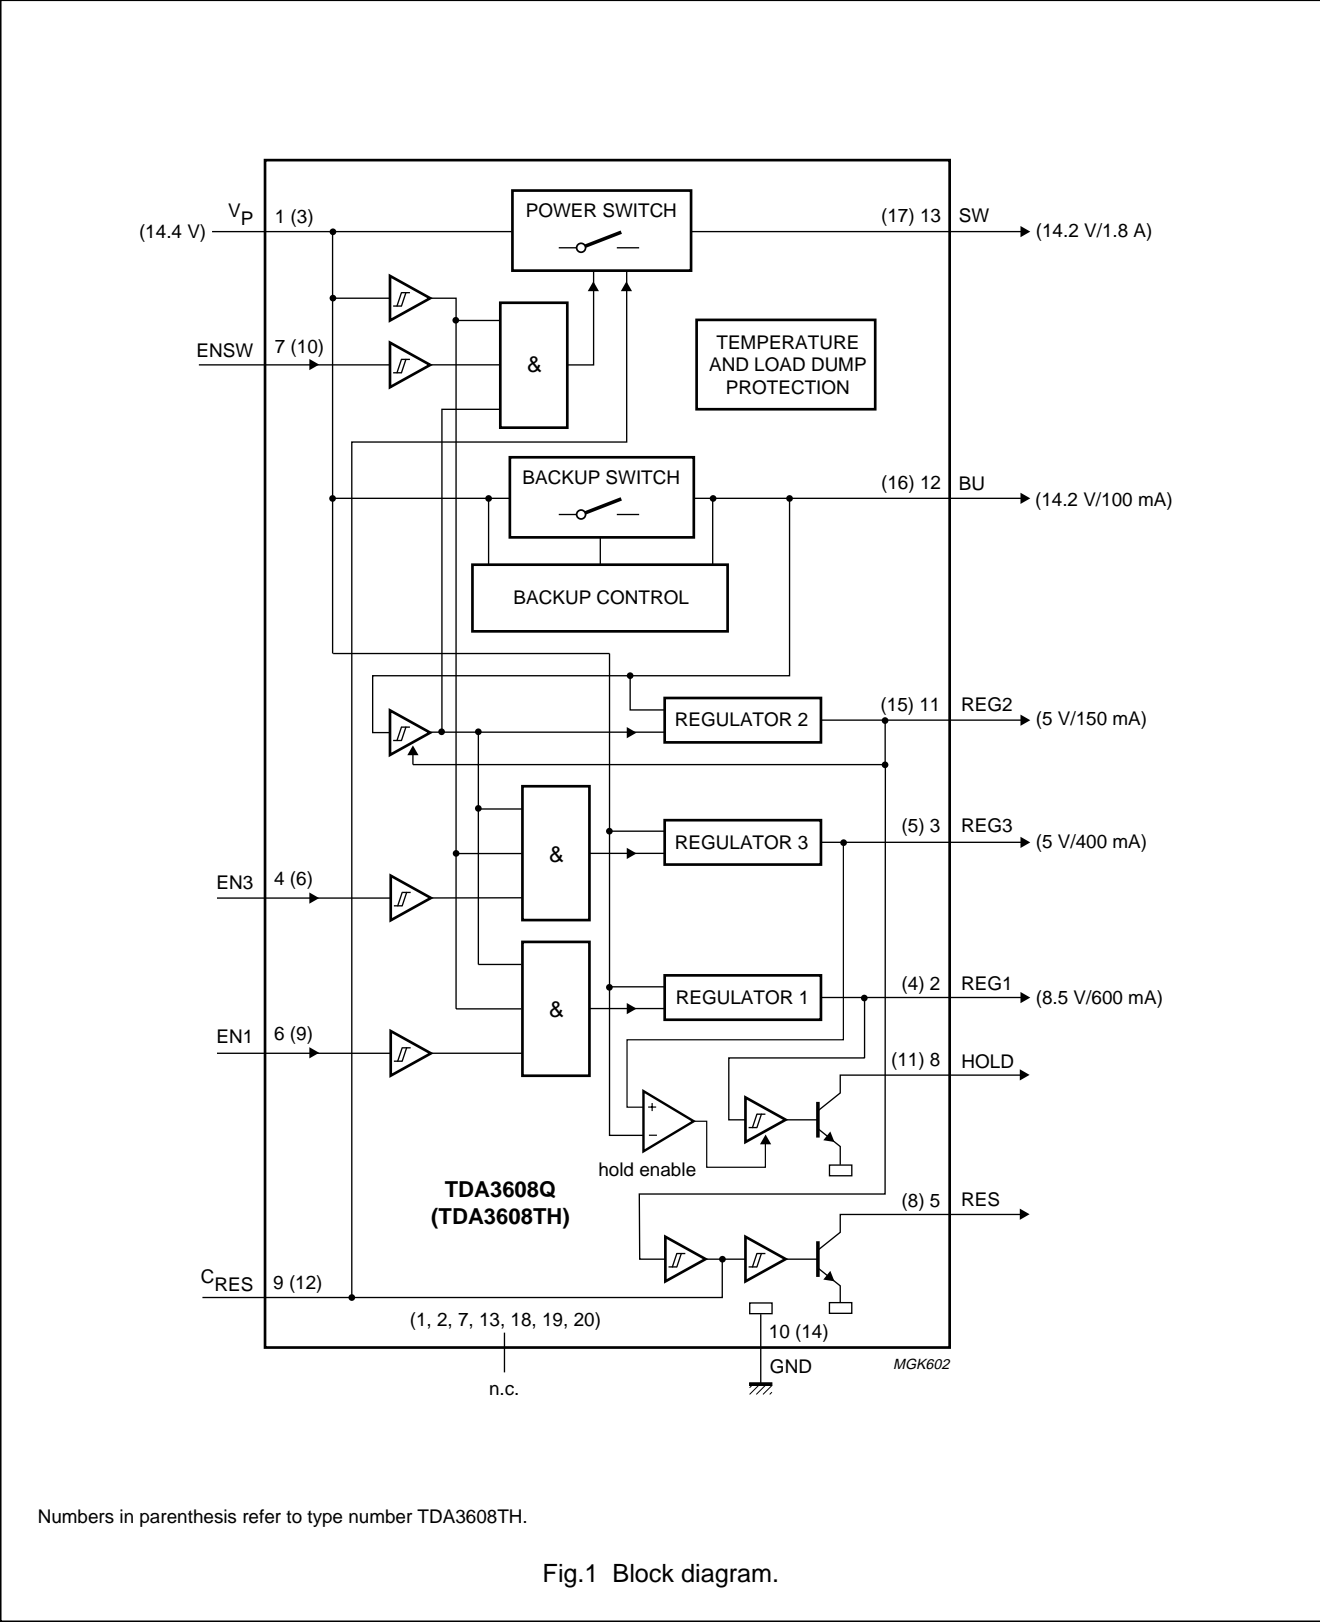 VP
1 (3)
(14.4 V)
POWER SWITCH
(17) 13
SW
(14.2 V/1.8 A)
ENSW
7 (10)
&
TEMPERATURE
AND LOAD DUMP
PROTECTION
BACKUP SWITCH
(16) 12
BU
(14.2 V/100 mA)
BACKUP CONTROL
REGULATOR 2
(15) 11
REG2
(5 V/150 mA)
&
REGULATOR 3
(5) 3
REG3
(5 V/400 mA)
EN3
4 (6)
&
REGULATOR 1
(4) 2
REG1
(8.5 V/600 mA)
EN1
6 (9)
(11) 8
HOLD
+
−
hold enable
TDA3608Q
(TDA3608TH)
(8) 5
RES
CRES
9 (12)
(1, 2, 7, 13, 18, 19, 20)
n.c.
10 (14)
GND
MGK602
Numbers in parenthesis refer to type number TDA3608TH.
Fig.1 Block diagram.